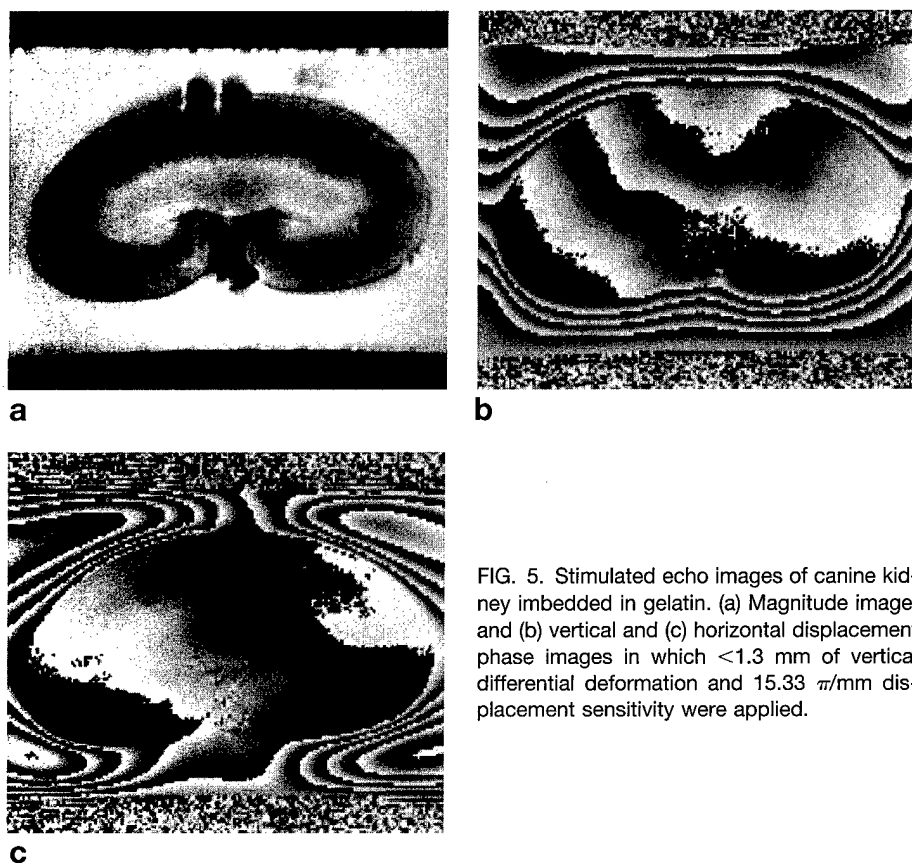 a
b
c
FIG. 5. Stimulated echo images of canine kid-
ney imbedded in gelatin. (a) Magnitude image
and (b) vertical and (c) horizontal displacement
phase images in which <1.3 mm of vertical
differential deformation and 15.33 π/mm dis-
placement sensitivity were applied.